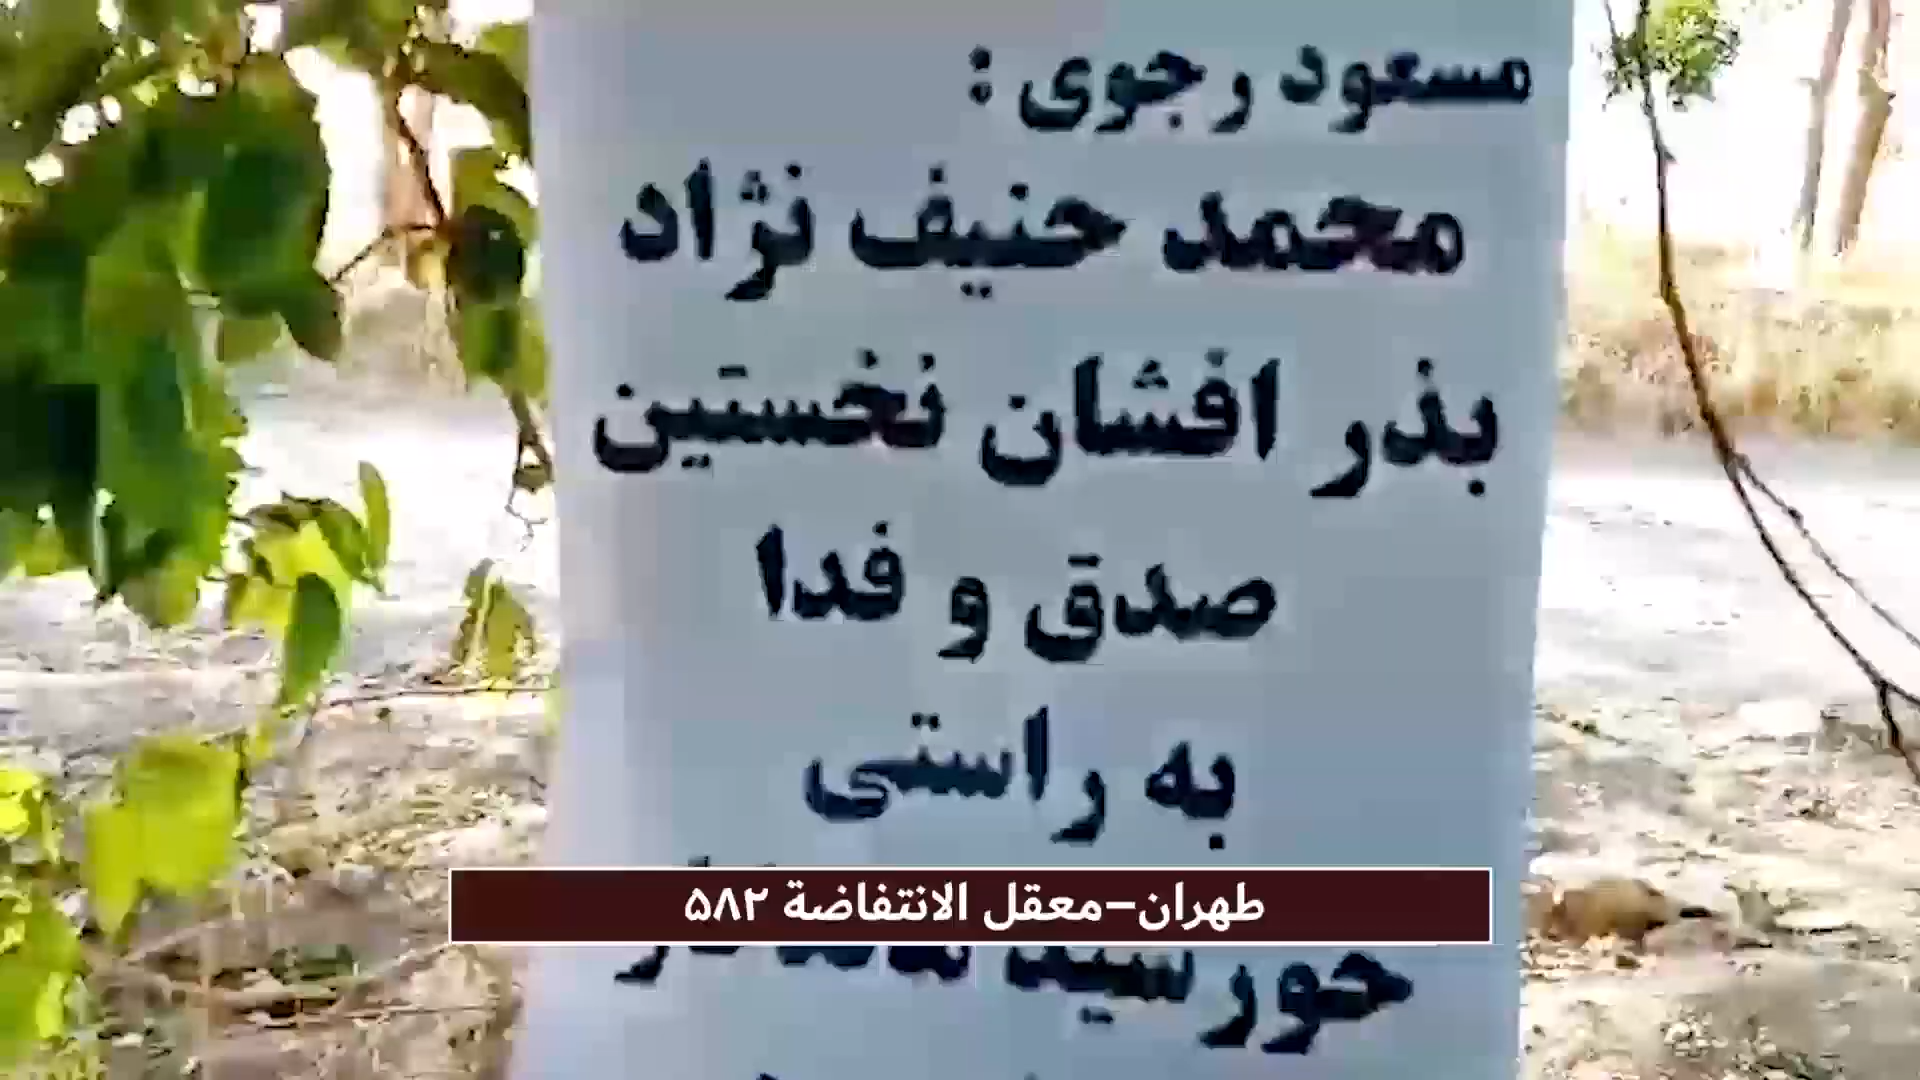 مسعود رجوی :
محمد حنیف نژاد
بذر افشان نخستین
صدق و فدا
به راستی
طهران–معقل الانتفاضة ۵۸۲